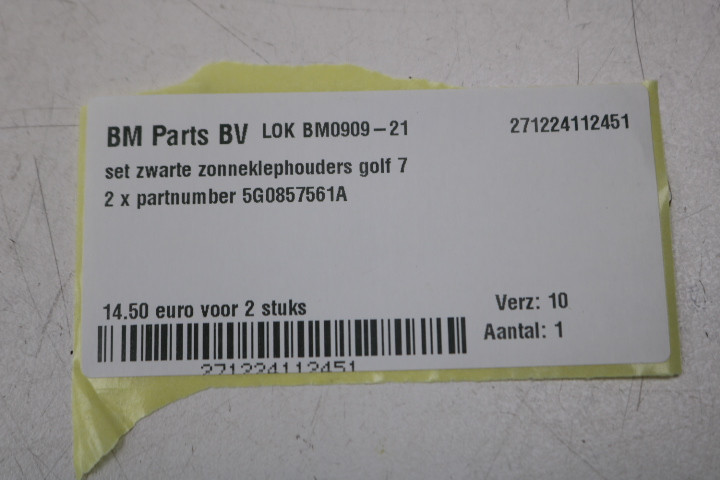 BM Parts BV LOK BM0909-21 271224112451
set zwarte zonneklephouders golf 7
2 x partnumber 5G0857561A
14.50 euro voor 2 stuks Verz: 10
Aantal: 1
271224112451